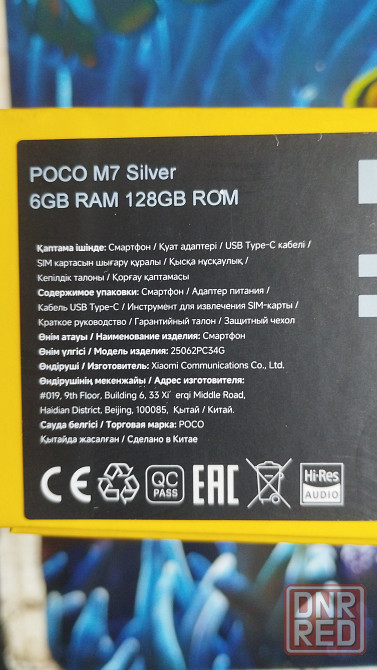 POCO M7 Silver
6GB RAM 128GB ROM
Қаптама ішінде: Смартфон / Қуат адаптері / USB Type-C кабелі /
SIM картасын шығару құралы / Қысқа нұсқаулық /
Кепілдік талоны / Қорғау қаптамасы
Содержимое упаковки: Смартфон / Адаптер питания /
Кабель USB Type-C / Инструмент для извлечения SIM-карты /
Краткое руководство / Гарантийный талон / Защитный чехол
Өнім атауы / Наименование изделия: Смартфон
Өнім үлгісі / Модель изделия: 25062PC34G
Өндіруші / Изготовитель: Xiaomi Communications Co., Ltd.
Өндірушінің мекенжайы / Адрес изготовителя:
#019, 9th Floor, Building 6, 33 Xi' erqi Middle Road,
Haidian District, Beijing, 100085, Қытай / Китай.
Сауда белгісі / Торговая марка: POCO
Қытайда жасалған / Сделано в Китае
CE QC PASS EAC Hi-Res AUDIO
DNR
RED